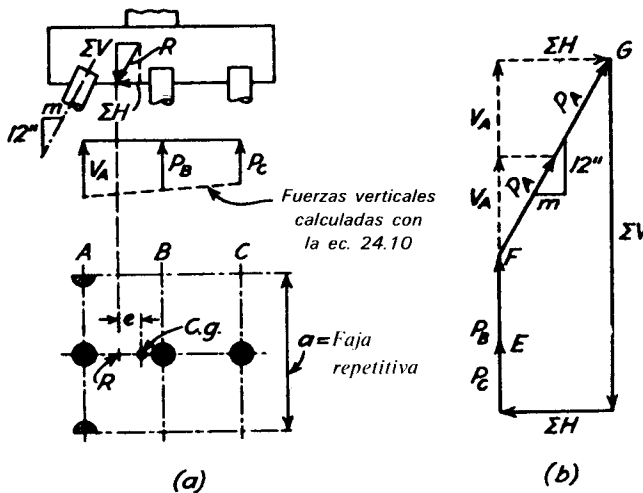 ΣV
R
ΣH
m
12"
V_A
P_B
P_C
Fuerzas verticales
calculadas con
la ec. 24.10
A
B
C
e
C.g.
R
a=Faja
repetitiva
(a)
ΣH
G
V_A
P_r
12"
m
V_A
P_r
ΣV
F
P_B
E
P_C
ΣH
(b)